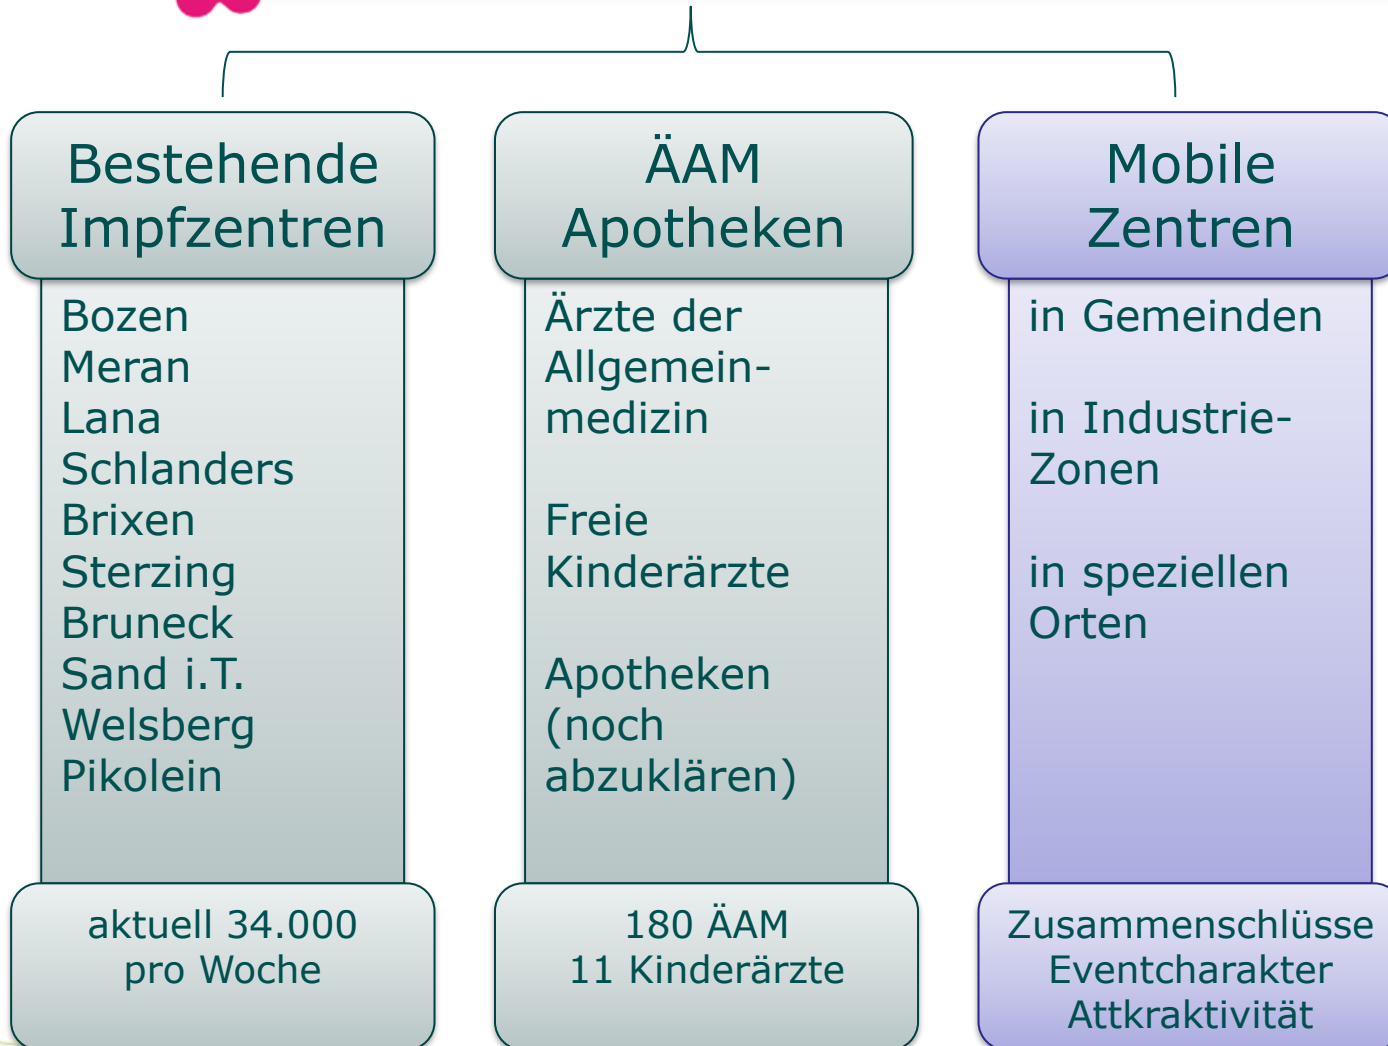 Bestehende
Impfzentren
Bozen
Meran
Lana
Schlanders
Brixen
Sterzing
Bruneck
Sand i.T.
Welsberg
Pikolein
aktuell 34.000
pro Woche
ÄAM
Apotheken
Ärzte der
Allgemein-
medizin
Freie
Kinderärzte
Apotheken
(noch
abzuklären)
180 ÄAM
11 Kinderärzte
Mobile
Zentren
in Gemeinden
in Industrie-
Zonen
in speziellen
Orten
Zusammenschlüsse
Eventcharakter
Attkraktivität